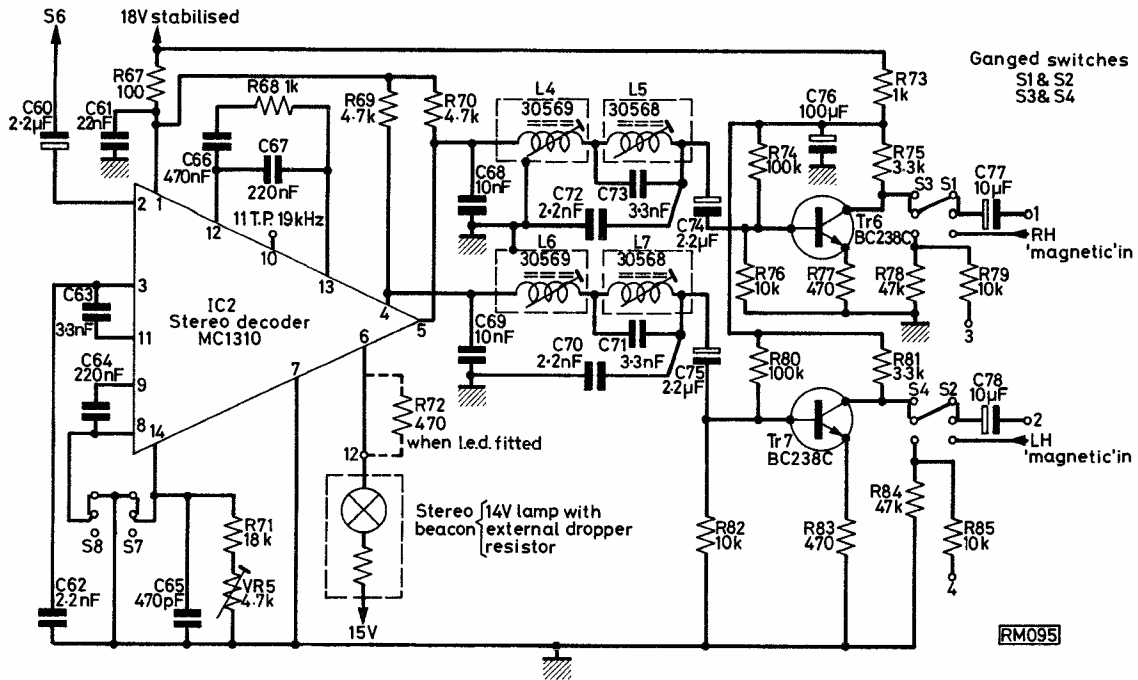 S6
18V stabilised
R67
100
C60
2·2µF
C61
22nF
R68 1k
C66
470nF
C67
220nF
11 T.P. 19kHz
R69
4.7k
R70
4.7k
L4
30569
L5
30568
C68
10nF
C72
2·2nF
C73
3·3nF
C74
2.2µF
R73
1k
C76
100µF
R74
100k
R75
3.3k
Ganged switches
S1 & S2
S3 & S4
S3
S1
C77
10µF
1
RH
'magnetic' in
Tr6
BC238C
R76
10k
R77
470
R78
47k
R79
10k
3
2
1
12
10
13
3
11
9
8
14
7
6
4
5
IC2
Stereo decoder
MC1310
C63
3·3nF
C64
220nF
L6
30569
L7
30568
C69
10nF
C70
2·2nF
C71
3·3nF
C75
2·2µF
R80
100k
R81
3.3k
S4
S2
C78
10µF
2
LH
'magnetic' in
Tr7
BC238C
R72
470
when l.e.d. fitted
12
Stereo
beacon
14V lamp with
external dropper
resistor
15V
S8
S7
R71
18k
VR5
4.7k
C62
2.2nF
C65
470pF
R82
10k
R83
470
R84
47k
R85
10k
4
RM095